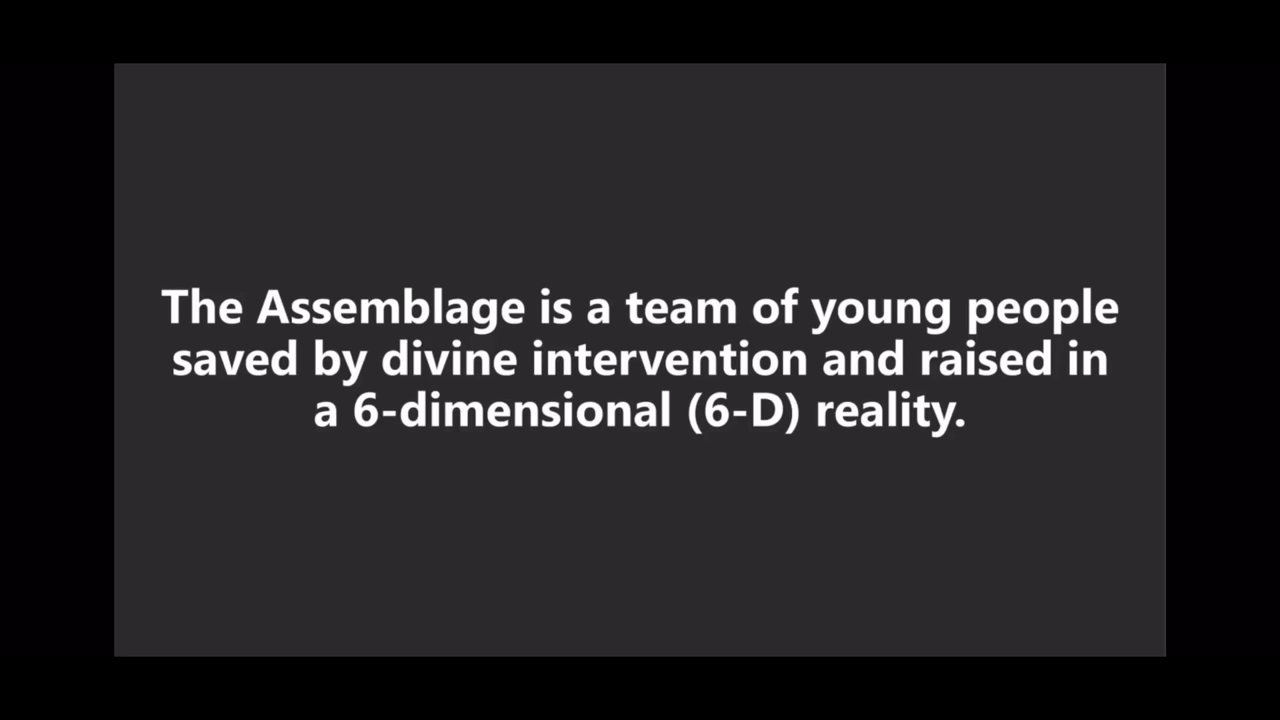 The Assemblage is a team of young people
saved by divine intervention and raised in
a 6-dimensional (6-D) reality.